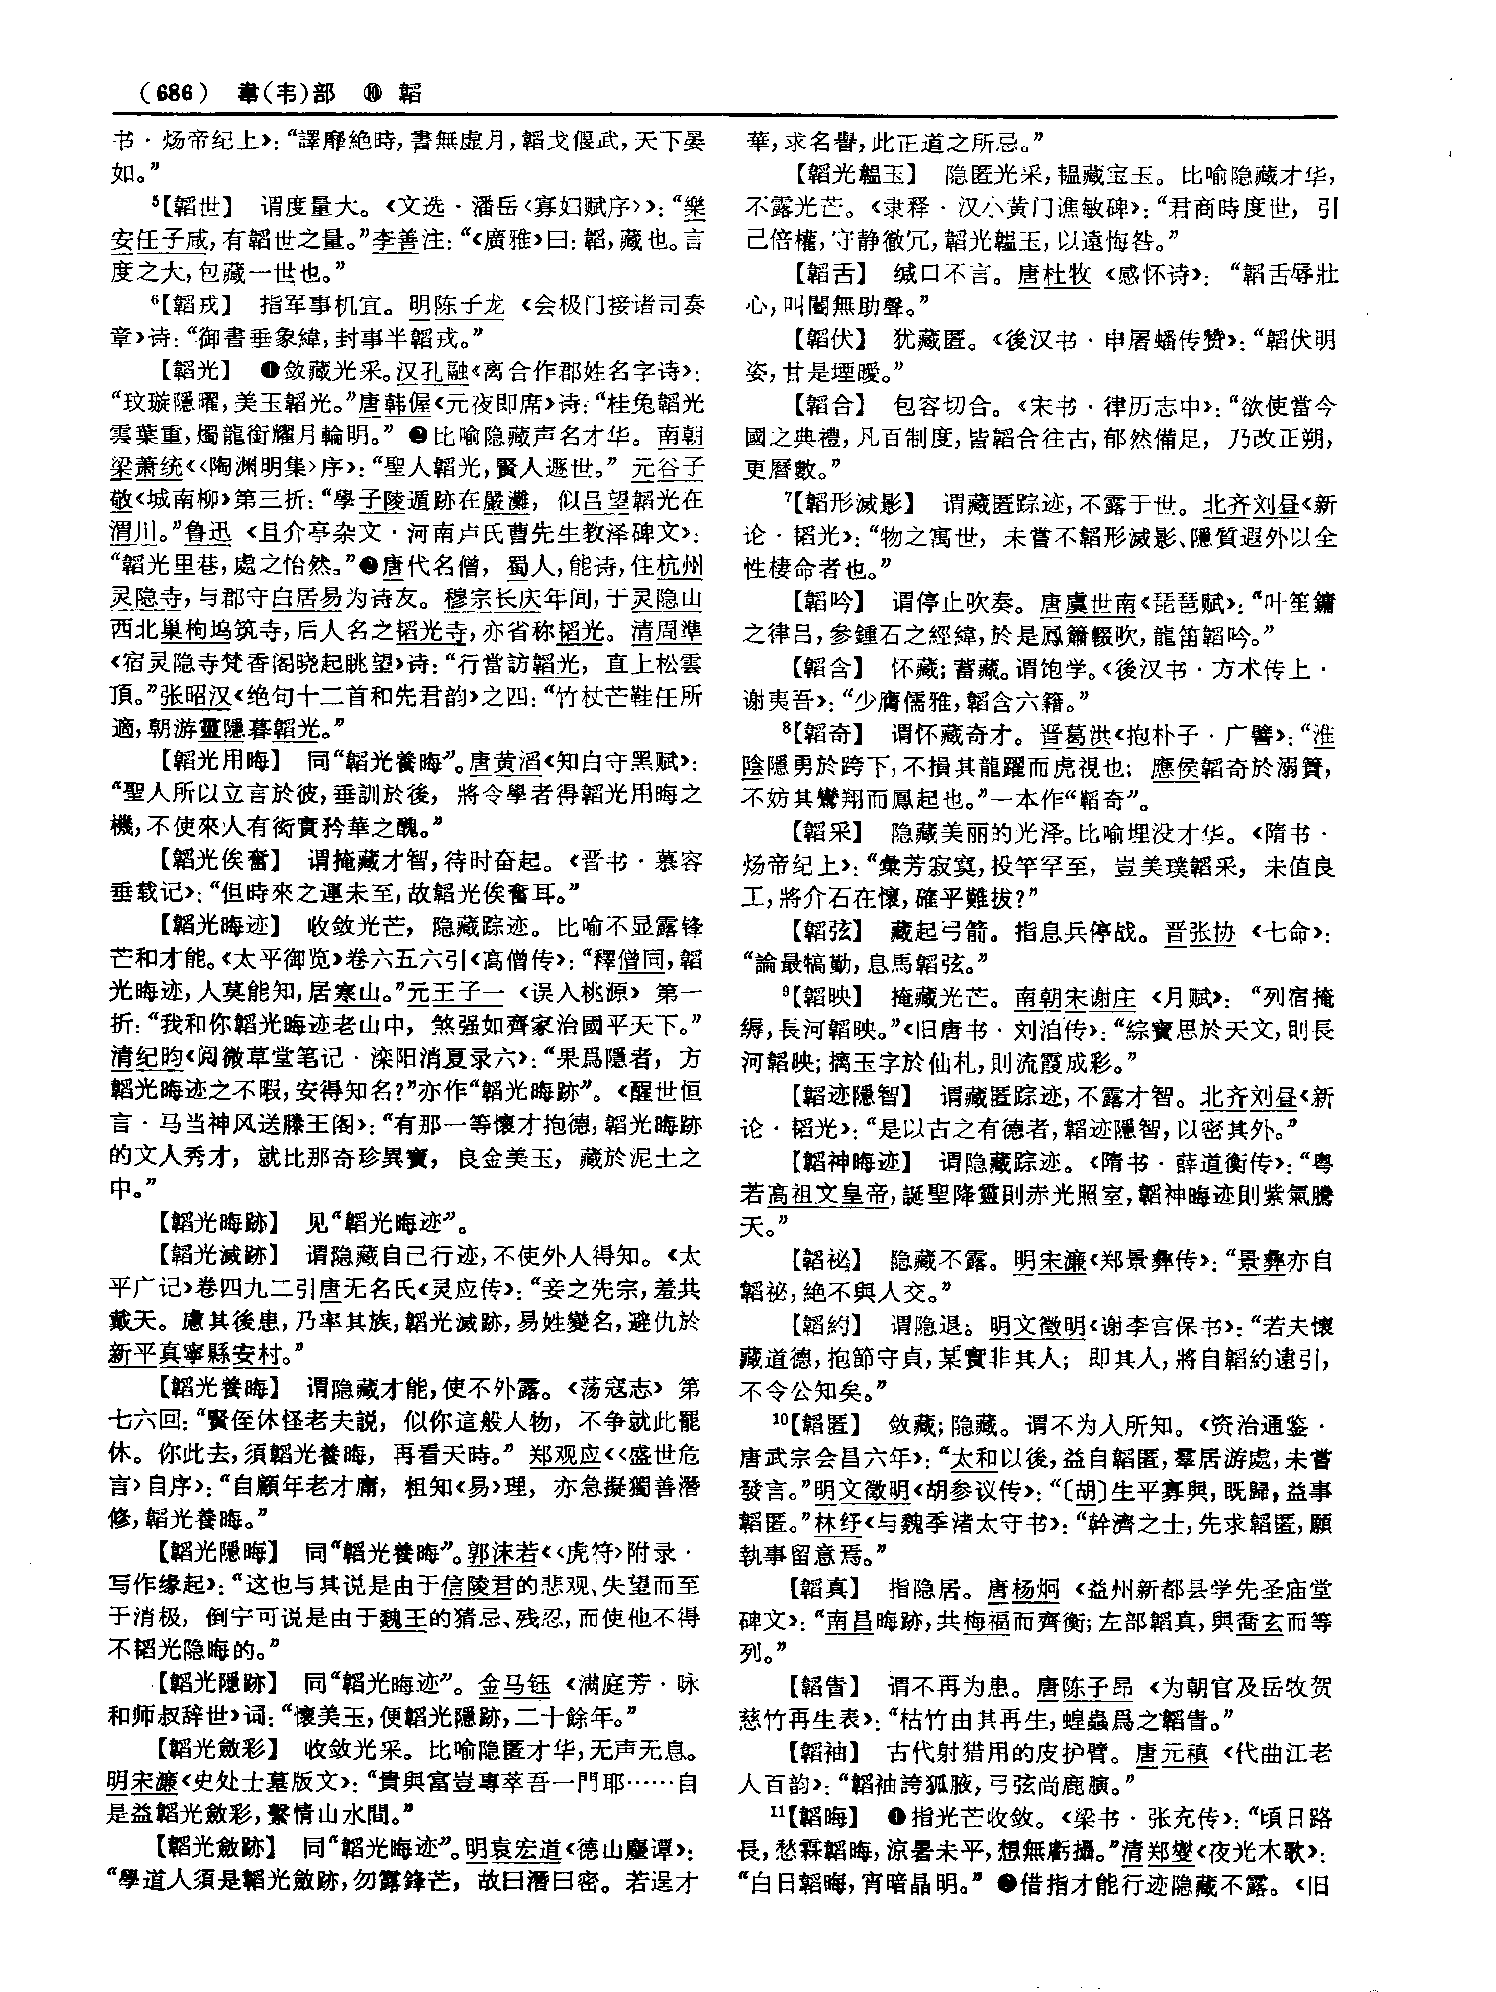 （686） 韋(韦)部 ⑩ 韜
书·炀帝纪上》：“譯靡絶時，書無虚月，韜戈偃武，天下晏
如。”
⁵【韜世】 谓度量大。《文选·潘岳〈寡妇赋序〉》：“樂
安任子咸，有韜世之量。”李善注：“《廣雅》曰：韜，藏也。言
度之大，包藏一世也。”
⁶【韜戎】 指军事机宜。明陈子龙《会极门接诸司奏
章》诗：“御書垂象緯，封事半韜戎。”
【韜光】 ❶敛藏光采。汉孔融《离合作郡姓名字诗》：
“玟璇隱曜，美玉韜光。”唐韩偓《元夜即席》诗：“桂兔韜光
雲葉重，燭龍銜耀月輪明。”❷比喻隐藏声名才华。南朝
梁萧统《〈陶渊明集〉序》：“聖人韜光，賢人遯世。”元谷子
敬《城南柳》第三折：“學子陵遁跡在嚴灘，似吕望韜光在
渭川。”鲁迅《且介亭杂文·河南卢氏曹先生教泽碑文》：
“韜光里巷，處之怡然。”❸唐代名僧，蜀人，能诗，住杭州
灵隐寺，与郡守白居易为诗友。穆宗长庆年间，于灵隐山
西北巢枸坞筑寺，后人名之韬光寺，亦省称韬光。清周準
《宿灵隐寺梵香阁晓起眺望》诗：“行當訪韜光，直上松雲
頂。”张昭汉《绝句十二首和先君韵》之四：“竹杖芒鞋任所
適，朝游靈隱暮韜光。”
【韜光用晦】 同“韜光養晦”。唐黄滔《知白守黑赋》：
“聖人所以立言於彼，垂訓於後，將令學者得韜光用晦之
機，不使來人有衒實矜華之醜。”
【韜光俟奮】 谓掩藏才智，待时奋起。《晋书·慕容
垂载记》：“但時來之運未至，故韜光俟奮耳。”
【韜光晦迹】 收敛光芒，隐藏踪迹。比喻不显露锋
芒和才能。《太平御览》卷六五六引《高僧传》：“釋僧同，韜
光晦迹，人莫能知，居寒山。”元王子一《误入桃源》第一
折：“我和你韜光晦迹老山中，煞强如齊家治國平天下。”
清纪昀《阅微草堂笔记·滦阳消夏录六》：“果爲隱者，方
韜光晦迹之不暇，安得知名？”亦作“韜光晦跡”。《醒世恒
言·马当神风送滕王阁》：“有那一等懷才抱德，韜光晦跡
的文人秀才，就比那奇珍異寶，良金美玉，藏於泥土之
中。”
【韜光晦跡】 见“韜光晦迹”。
【韜光滅跡】 谓隐藏自己行迹，不使外人得知。《太
平广记》卷四九二引唐无名氏《灵应传》：“妾之先宗，羞共
戴天。慮其後患，乃率其族，韜光滅跡，易姓變名，避仇於
新平真寧縣安村。”
【韜光養晦】 谓隐藏才能，使不外露。《荡寇志》第
七六回：“賢侄休怪老夫説，似你這般人物，不争就此罷
休。你此去，須韜光養晦，再看天時。”郑观应《〈盛世危
言〉自序》：“自顧年老才庸，粗知《易》理，亦急擬獨善潛
修，韜光養晦。”
【韜光隱晦】 同“韜光養晦”。郭沫若《〈虎符〉附录·
写作缘起》：“这也与其说是由于信陵君的悲观、失望而至
于消极，倒宁可说是由于魏王的猜忌、残忍，而使他不得
不韬光隐晦的。”
【韜光隱跡】 同“韜光晦迹”。金马钰《满庭芳·咏
和师叔辞世》词：“懷美玉，便韜光隱跡，二十餘年。”
【韜光斂彩】 收敛光采。比喻隐匿才华，无声无息。
明宋濂《史处士墓版文》：“貴與富豈專萃吾一門耶……自
是益韜光斂彩，繫情山水間。”
【韜光斂跡】 同“韜光晦迹”。明袁宏道《德山麈谭》：
“學道人須是韜光斂跡，勿露鋒芒，故曰潛曰密。若逞才
華，求名譽，此正道之所忌。”
【韜光韞玉】 隐匿光采，韫藏宝玉。比喻隐藏才华，
不露光芒。《隶释·汉小黄门谯敏碑》：“君商時度世，引
己倍權，守静微冗，韜光韞玉，以遠悔咎。”
【韜舌】 缄口不言。唐杜牧《感怀诗》：“韜舌辱壯
心，叫閽無助聲。”
【韜伏】 犹藏匿。《後汉书·申屠蟠传赞》：“韜伏明
姿，甘是堙曖。”
【韜合】 包容切合。《宋书·律历志中》：“欲使當今
國之典禮，凡百制度，皆韜合往古，郁然備足，乃改正朔，
更曆數。”
⁷【韜形滅影】 谓藏匿踪迹，不露于世。北齐刘昼《新
论·韬光》：“物之寓世，未嘗不韜形滅影、隱質遐外以全
性棲命者也。”
【韜吟】 谓停止吹奏。唐虞世南《琵琶赋》：“叶笙鏞
之律吕，参鍾石之經緯，於是鳳簫輟吹，龍笛韜吟。”
【韜含】 怀藏；蓄藏。谓饱学。《後汉书·方术传上·
谢夷吾》：“少膺儒雅，韜含六籍。”
⁸【韜奇】 谓怀藏奇才。晋葛洪《抱朴子·广譬》：“淮
陰隱勇於跨下，不損其龍躍而虎視也；應侯韜奇於溺簀，
不妨其鸞翔而鳳起也。”一本作“韜奇”。
【韜采】 隐藏美丽的光泽。比喻埋没才华。《隋书·
炀帝纪上》：“彙芳寂寞，投竿罕至，豈美璞韜采，未值良
工，將介石在懷，確乎難拔？”
【韜弦】 藏起弓箭。指息兵停战。晋张协《七命》：
“論最犒勤，息馬韜弦。”
⁹【韜映】 掩藏光芒。南朝宋谢庄《月赋》：“列宿掩
縟，長河韜映。”《旧唐书·刘洎传》：“綜寶思於天文，則長
河韜映；摛玉字於仙札，則流霞成彩。”
【韜迹隱智】 谓藏匿踪迹，不露才智。北齐刘昼《新
论·韬光》：“是以古之有德者，韜迹隱智，以密其外。”
【韜神晦迹】 谓隐藏踪迹。《隋书·薛道衡传》：“粤
若高祖文皇帝，誕聖降靈則赤光照室，韜神晦迹則紫氣騰
天。”
【韜祕】 隐藏不露。明宋濂《郑景彝传》：“景彝亦自
韜祕，絶不與人交。”
【韜約】 谓隐退。明文徵明《谢李宫保书》：“若夫懷
藏道德，抱節守貞，某實非其人；即其人，將自韜約遠引，
不令公知矣。”
¹⁰【韜匿】 敛藏；隐藏。谓不为人所知。《资治通鉴·
唐武宗会昌六年》：“太和以後，益自韜匿，羣居游處，未嘗
發言。”明文徵明《胡参议传》：“〔胡〕生平寡與，既歸，益事
韜匿。”林纾《与魏季渚太守书》：“幹濟之士，先求韜匿，願
執事留意焉。”
【韜真】 指隐居。唐杨炯《益州新都县学先圣庙堂
碑文》：“南昌晦跡，共梅福而齊衡；左部韜真，與喬玄而等
列。”
【韜眚】 谓不再为患。唐陈子昂《为朝官及岳牧贺
慈竹再生表》：“枯竹由其再生，蝗蟲爲之韜眚。”
【韜袖】 古代射猎用的皮护臂。唐元稹《代曲江老
人百韵》：“韜袖誇狐腋，弓弦尚鹿䐁。”
¹¹【韜晦】 ❶指光芒收敛。《梁书·张充传》：“頃日路
長，愁霖韜晦，涼暑未平，想無虧攝。”清郑燮《夜光木歌》：
“白日韜晦，宵暗晶明。”❷借指才能行迹隐藏不露。《旧